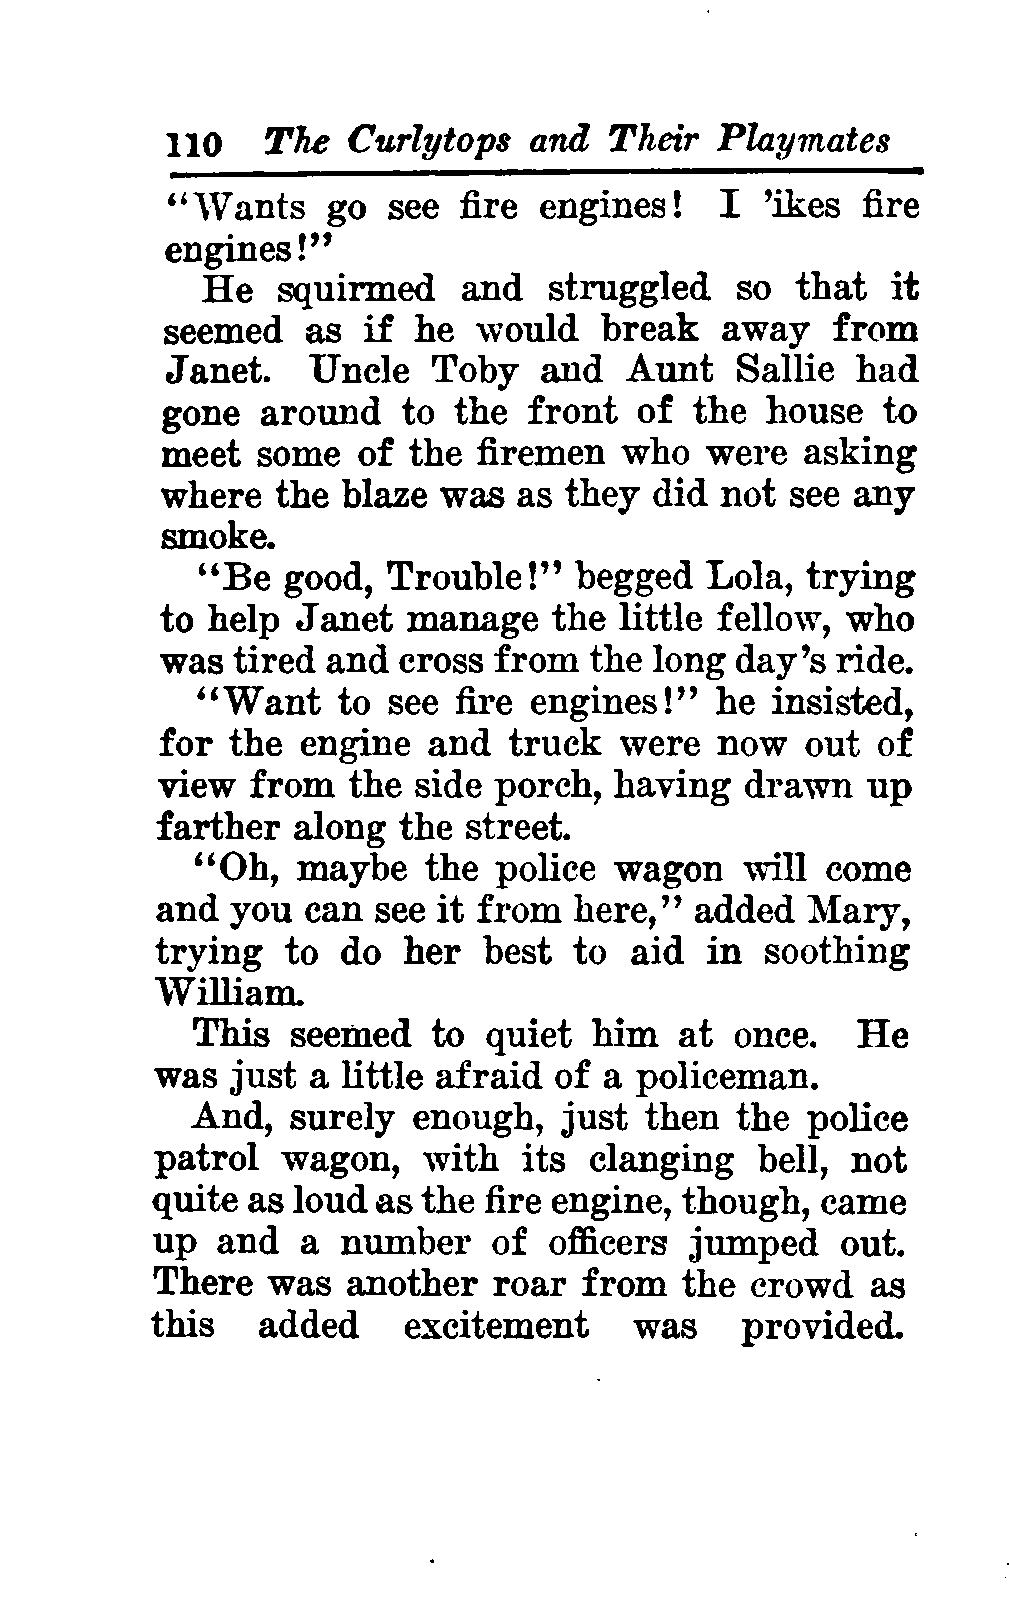 110 The Curlytops and Their Playmates
“Wants go see fire engines! I ’ikes fire
engines!”
He squirmed and struggled so that it
seemed as if he would break away from
Janet. Uncle Toby and Aunt Sallie had
gone around to the front of the house to
meet some of the firemen who were asking
where the blaze was as they did not see any
smoke.
“Be good, Trouble!” begged Lola, trying
to help Janet manage the little fellow, who
was tired and cross from the long day’s ride.
“Want to see fire engines!” he insisted,
for the engine and truck were now out of
view from the side porch, having drawn up
farther along the street.
“Oh, maybe the police wagon will come
and you can see it from here,” added Mary,
trying to do her best to aid in soothing
William.
This seemed to quiet him at once. He
was just a little afraid of a policeman.
And, surely enough, just then the police
patrol wagon, with its clanging bell, not
quite as loud as the fire engine, though, came
up and a number of officers jumped out.
There was another roar from the crowd as
this added excitement was provided.